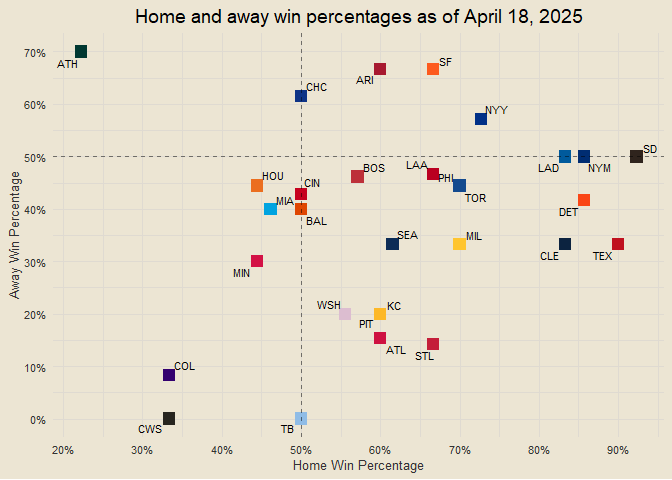 Home and away win percentages as of April 18, 2025
70%
ATH
SF
ARI
60%
CHC
NYY
50%
SD
LAD
NYM
BOS
LAA
HOU
CIN
PHI
MIA
TOR
40%
BAL
DET
SEA
MIL
CLE
TEX
30%
MIN
20%
WSH
KC
PIT
ATL
STL
10%
COL
0%
CWS
TB
20%
30%
40%
50%
60%
70%
80%
90%
Home Win Percentage
Away Win Percentage